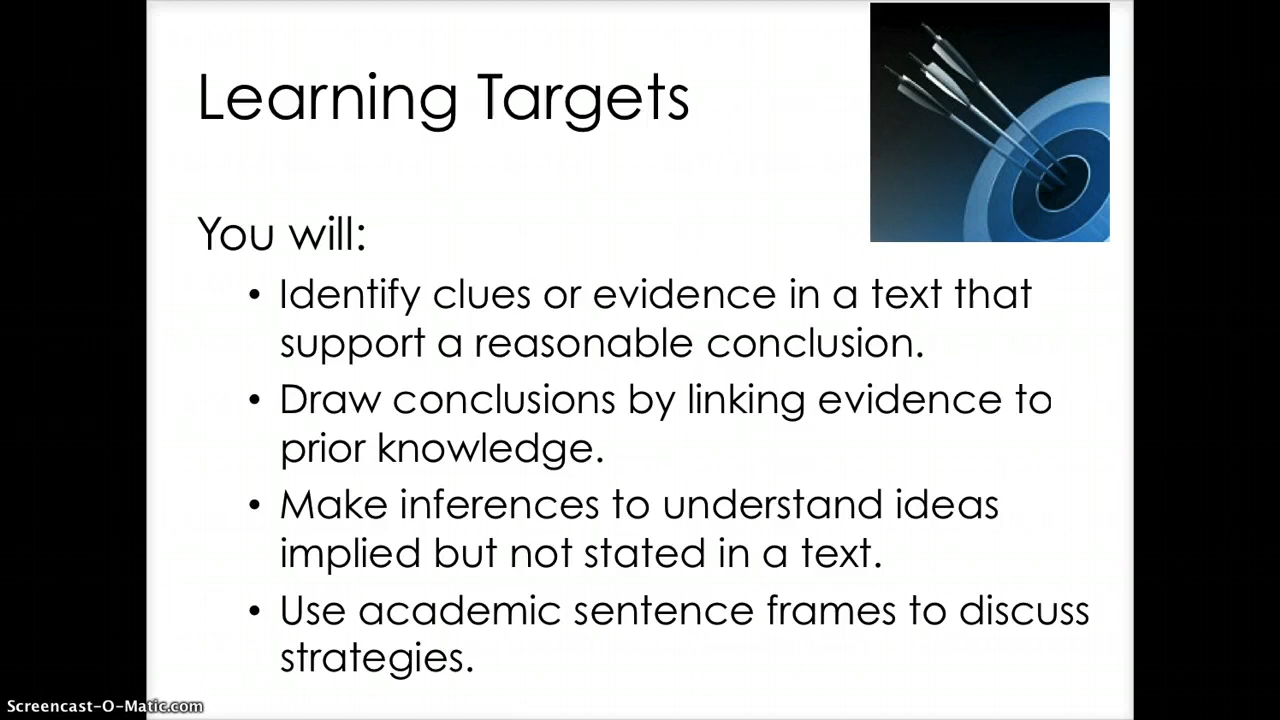 Learning Targets
You will:
• Identify clues or evidence in a text that
support a reasonable conclusion.
• Draw conclusions by linking evidence to
prior knowledge.
• Make inferences to understand ideas
implied but not stated in a text.
• Use academic sentence frames to discuss
strategies.
Screencast-O-Matic.com